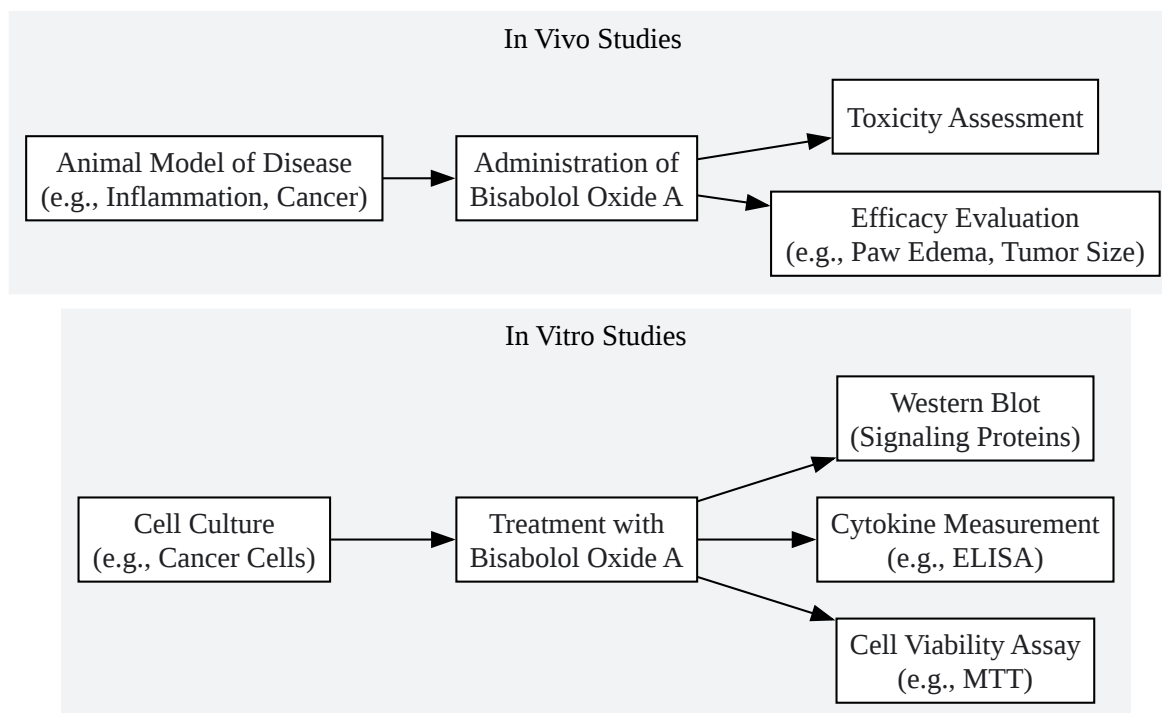 In Vivo Studies
Animal Model of Disease
(e.g., Inflammation, Cancer)
Administration of
Bisabolol Oxide A
Toxicity Assessment
Efficacy Evaluation
(e.g., Paw Edema, Tumor Size)
In Vitro Studies
Cell Culture
(e.g., Cancer Cells)
Treatment with
Bisabolol Oxide A
Western Blot
(Signaling Proteins)
Cytokine Measurement
(e.g., ELISA)
Cell Viability Assay
(e.g., MTT)